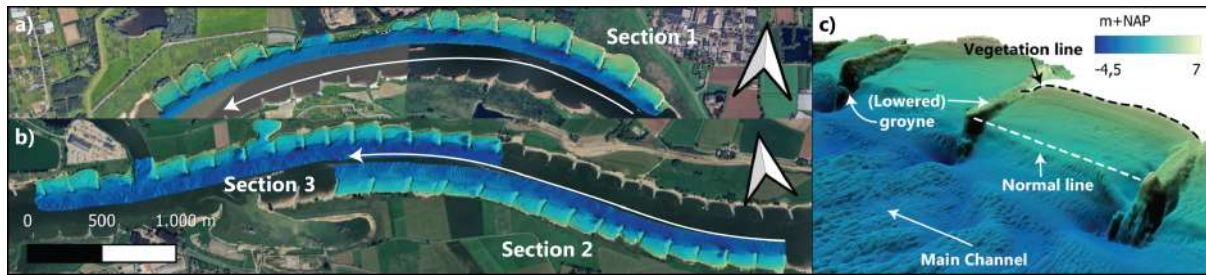 a)
Section 1
b)
Section 3
0
500
1.000 m
Section 2
c)
m+NAP
-4,5
7
Vegetation line
(Lowered)
groyne
Normal line
Main Channel